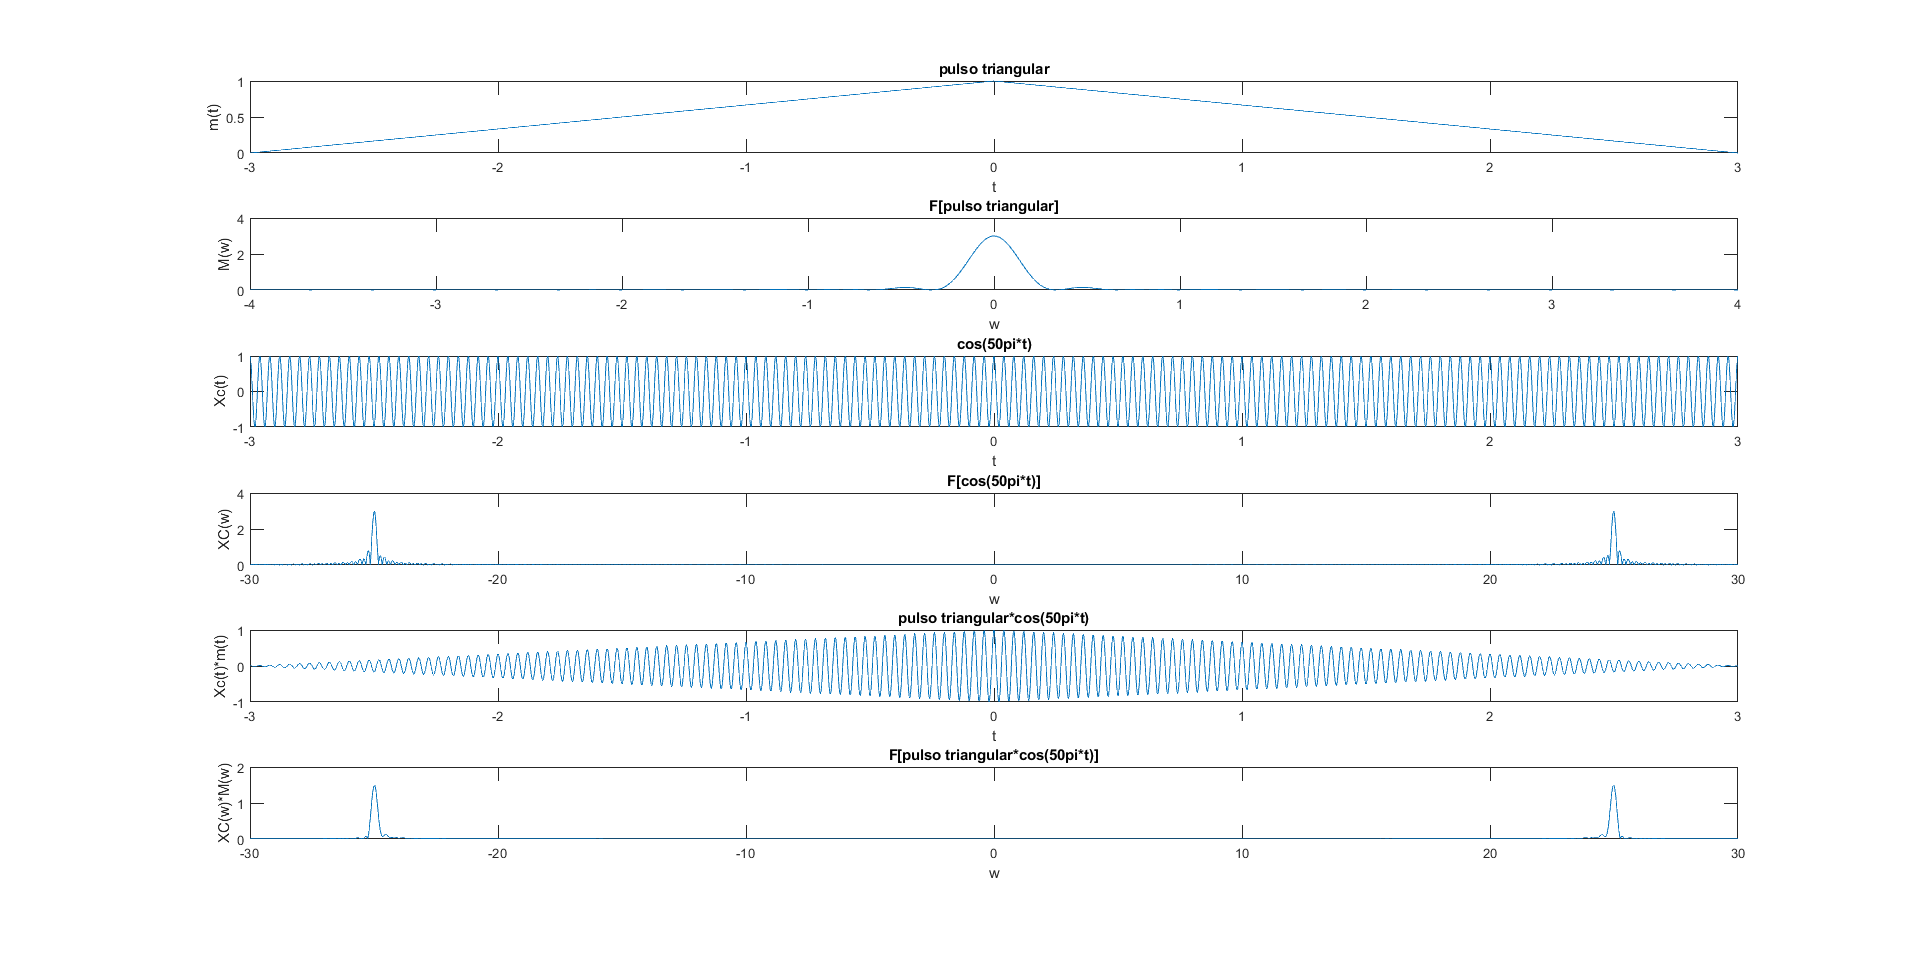 pulso triangular
m(t)
1
0.5
0
-3 -2 -1 0 1 2 3
t
F[pulso triangular]
M(w)
4
2
0
-4 -3 -2 -1 0 1 2 3 4
w
cos(50pi*t)
Xc(t)
1
0
-1
-3 -2 -1 0 1 2 3
t
F[cos(50pi*t)]
XC(w)
4
2
0
-30 -20 -10 0 10 20 30
w
pulso triangular*cos(50pi*t)
Xc(t)*m(t)
1
0
-1
-3 -2 -1 0 1 2 3
t
F[pulso triangular*cos(50pi*t)]
XC(w)*M(w)
2
1
0
-30 -20 -10 0 10 20 30
w